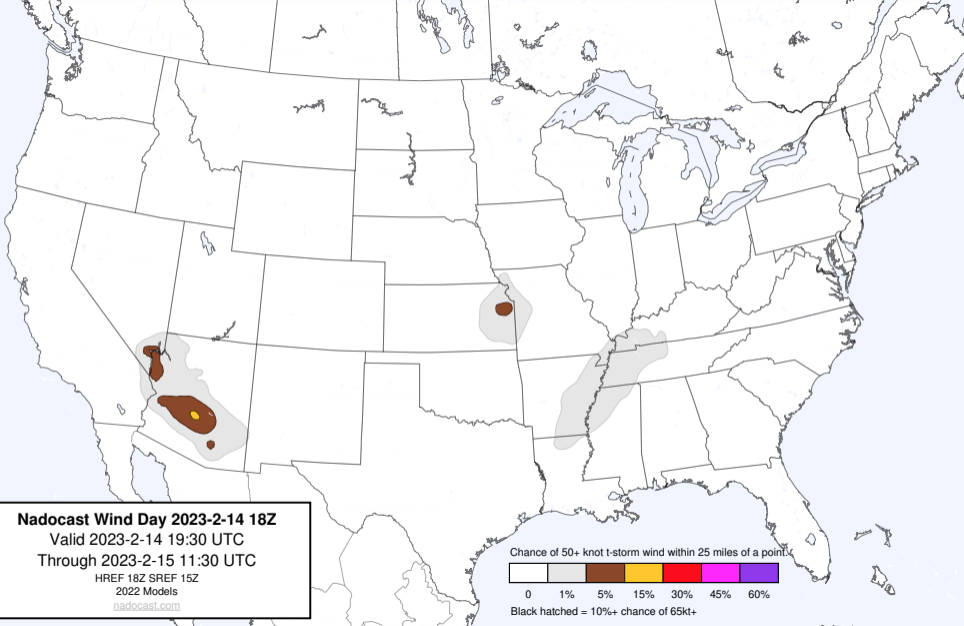 Nadocast Wind Day 2023-2-14 18Z
Valid 2023-2-14 19:30 UTC
Through 2023-2-15 11:30 UTC
HREF 18Z SREF 15Z
2022 Models
nadocast.com
Chance of 50+ knot t-storm wind within 25 miles of a point.
0 1% 5% 15% 30% 45% 60%
Black hatched = 10%+ chance of 65kt+